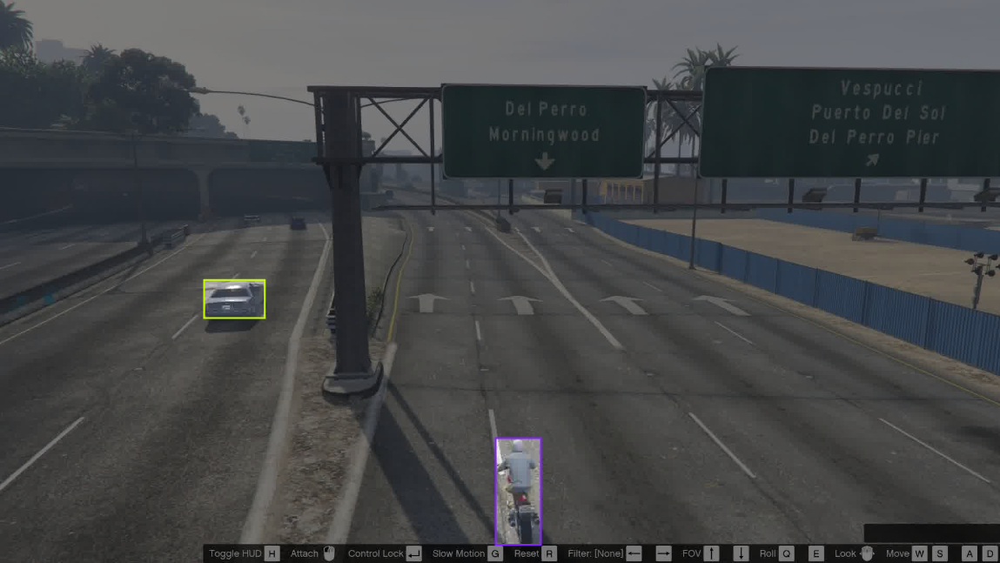 Del Perro
Morningwood
Vespucci
Puerto Del Sol
Del Perro Pier
Toggle HUD H Attach Control Lock Slow Motion G Reset R Filter: [None] FOV Roll Q E Look Move W S A D